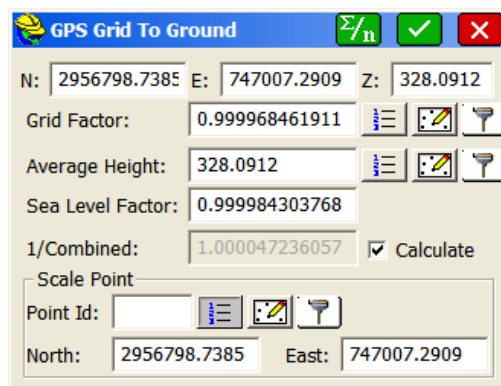 GPS Grid To Ground Σ/n
N: 2956798.7385 E: 747007.2909 Z: 328.0912
Grid Factor: 0.999968461911
Average Height: 328.0912
Sea Level Factor: 0.999984303768
1/Combined: 1.000047236057 Calculate
Scale Point
Point Id:
North: 2956798.7385 East: 747007.2909